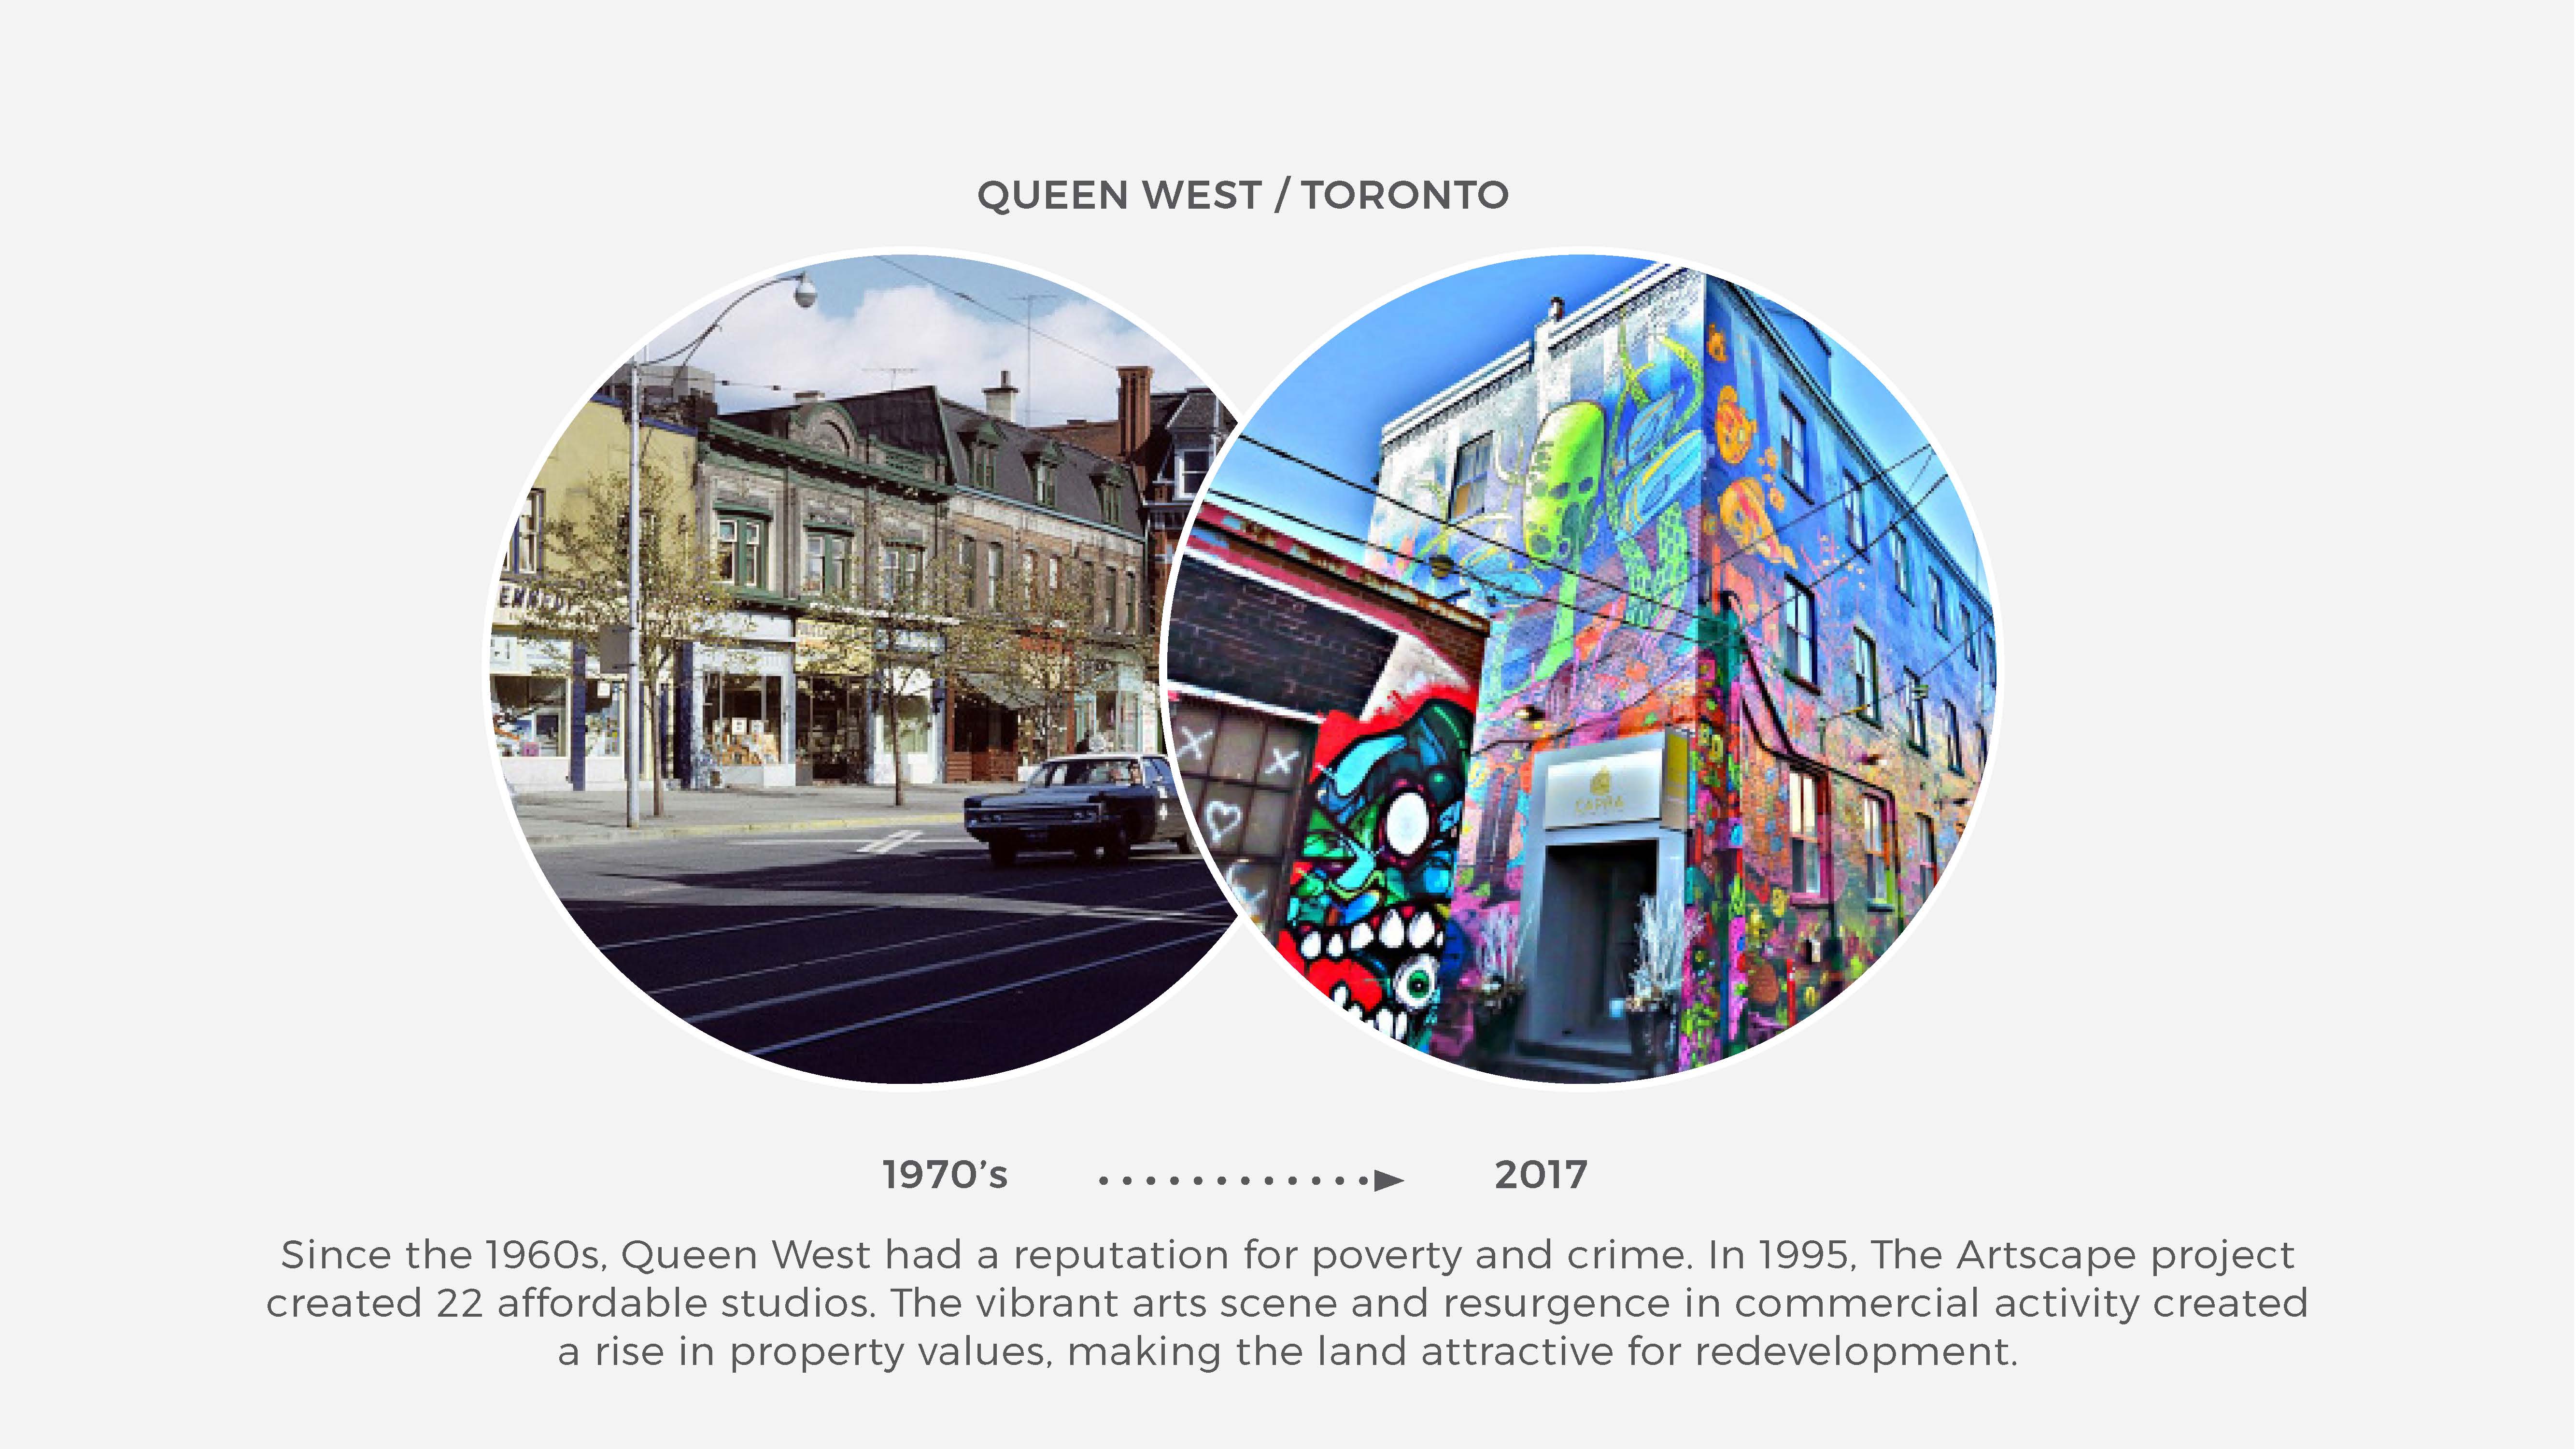 QUEEN WEST / TORONTO
1970’s
2017
Since the 1960s, Queen West had a reputation for poverty and crime. In 1995, The Artscape project
created 22 affordable studios. The vibrant arts scene and resurgence in commercial activity created
a rise in property values, making the land attractive for redevelopment.